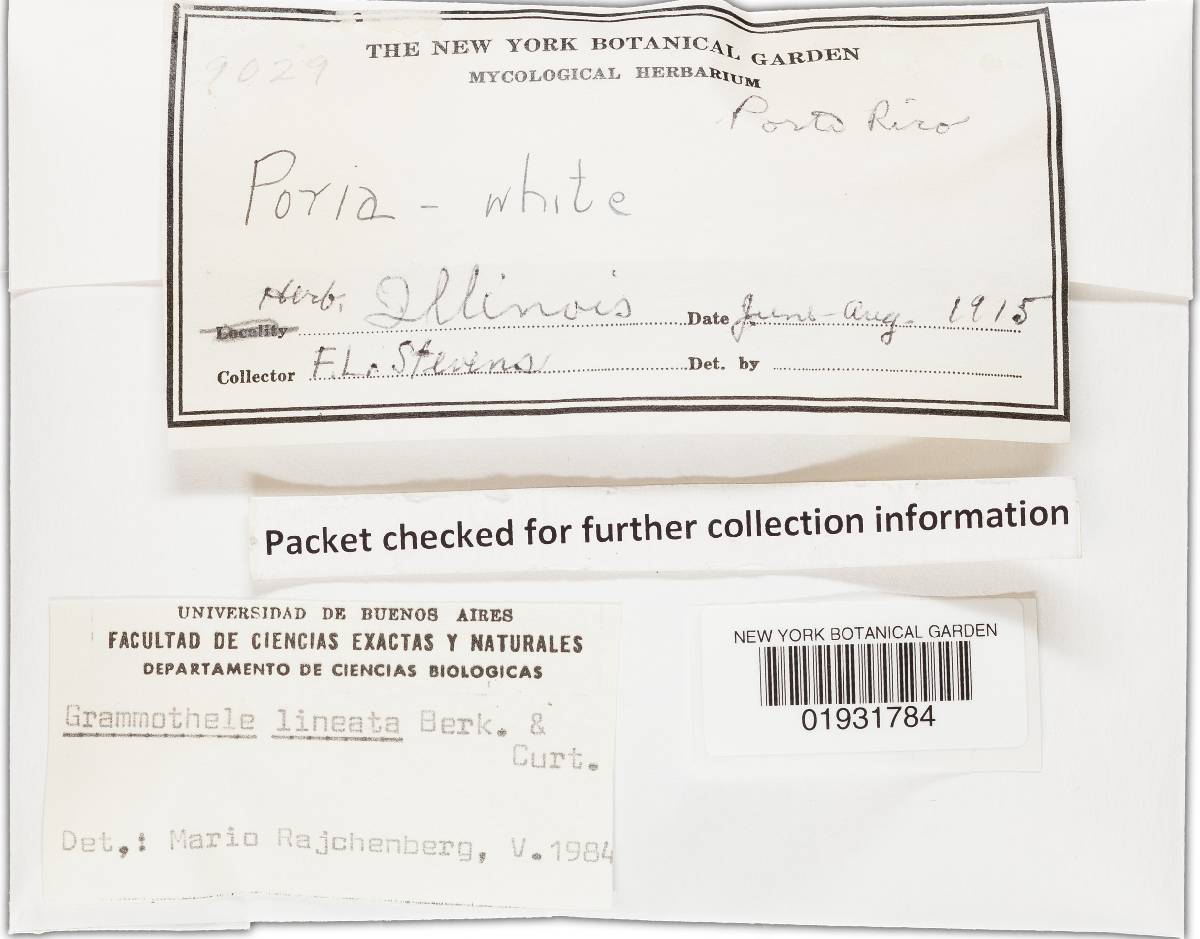 9029
THE NEW YORK BOTANICAL GARDEN
MYCOLOGICAL HERBARIUM
Porto Rico
Poria - white
Herb. Illinois
Locality Date June-Aug. 1915
Collector F.L. Stevens Det. by
Packet checked for further collection information
UNIVERSIDAD DE BUENOS AIRES
FACULTAD DE CIENCIAS EXACTAS Y NATURALES
DEPARTAMENTO DE CIENCIAS BIOLOGICAS
Grammothele lineata Berk. &
Curt.
Det,: Mario Rajchenberg, V.1984
NEW YORK BOTANICAL GARDEN
01931784